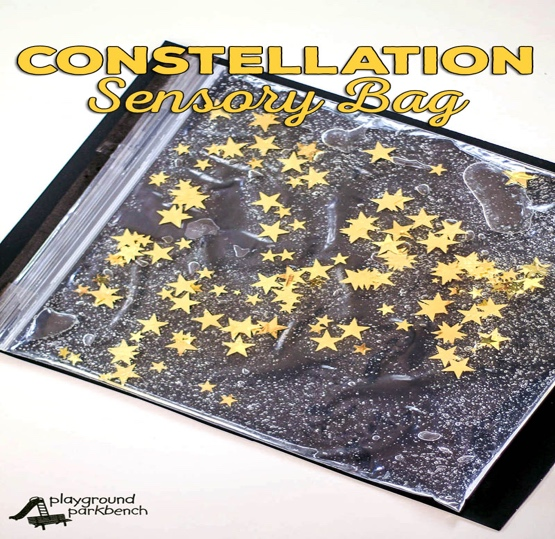 CONSTELLATION
Sensory Bag
playground
parkbench